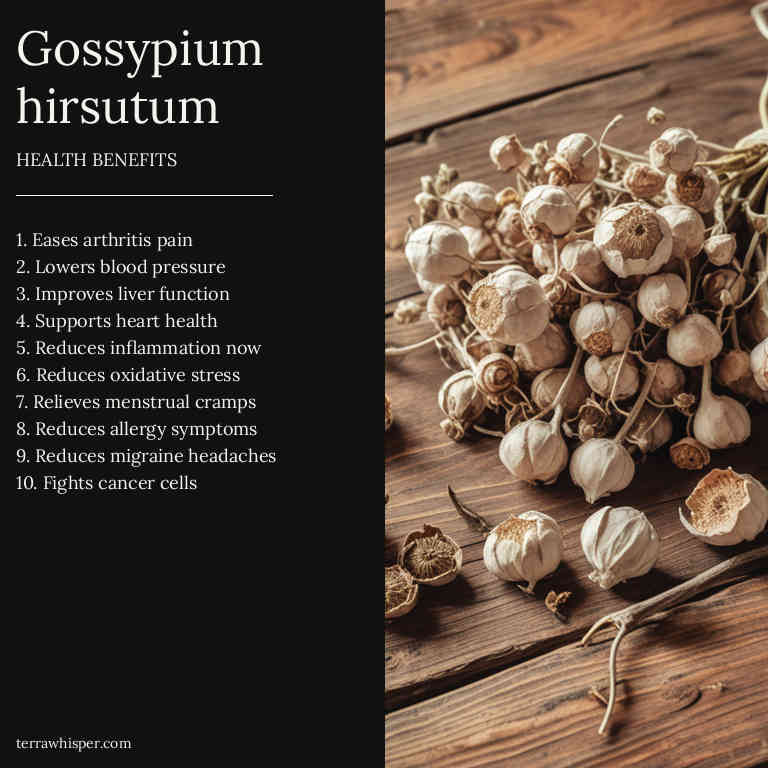 Gossypium
hirsutum
HEALTH BENEFITS
1. Eases arthritis pain
2. Lowers blood pressure
3. Improves liver function
4. Supports heart health
5. Reduces inflammation now
6. Reduces oxidative stress
7. Relieves menstrual cramps
8. Reduces allergy symptoms
9. Reduces migraine headaches
10. Fights cancer cells
terrawhisper.com